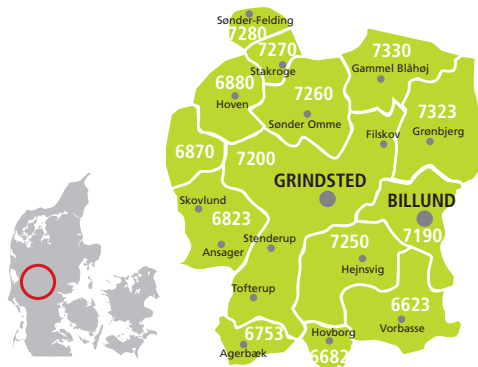 Sønder-Felding
7280
7270
Stakroge
7330
Gammel Blåhøj
6880
Hoven
7260
Sønder Omme
7323
Grønbjerg
Filskov
6870
7200
GRINDSTED
BILLUND
7190
Skovlund
6823
Ansager
Stenderup
7250
Hejnsvig
Tofterup
6623
Vorbasse
6753
Agerbæk
Hovborg
6682